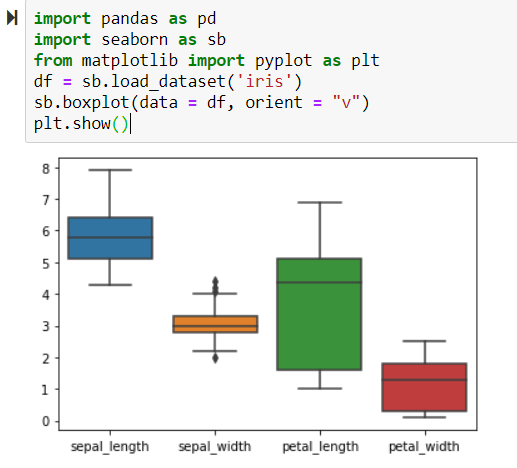 import pandas as pd
import seaborn as sb
from matplotlib import pyplot as plt
df = sb.load_dataset('iris')
sb.boxplot(data = df, orient = "v")
plt.show()
8
7
6
5
4
3
2
1
0
sepal_length sepal_width petal_length petal_width